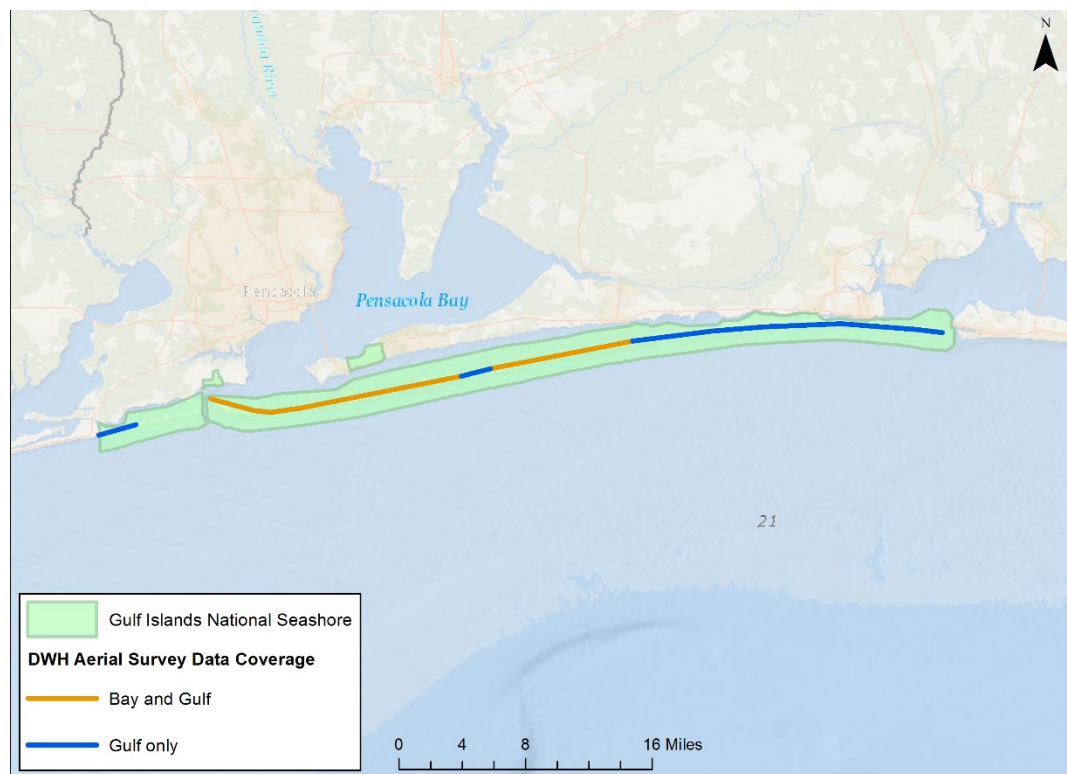 N
Pensacola
Pensacola Bay
21
Gulf Islands National Seashore
DWH Aerial Survey Data Coverage
Bay and Gulf
Gulf only
0 4 8 16 Miles